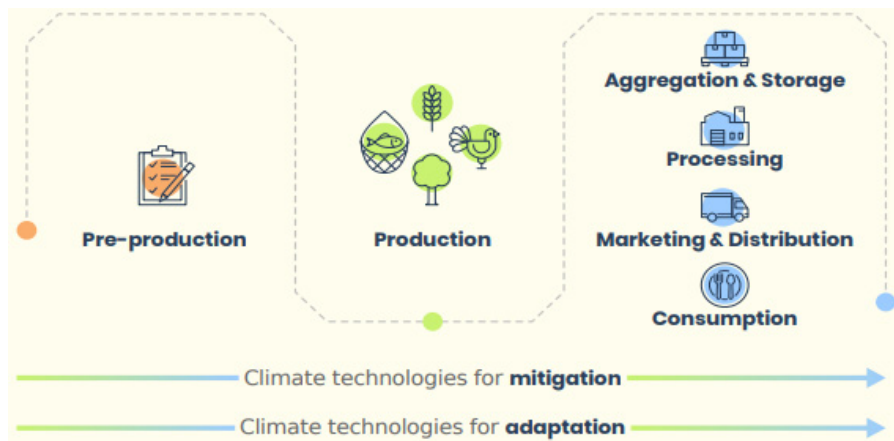 Pre-production
Production
Aggregation & Storage
Processing
Marketing & Distribution
Consumption
Climate technologies for mitigation
Climate technologies for adaptation